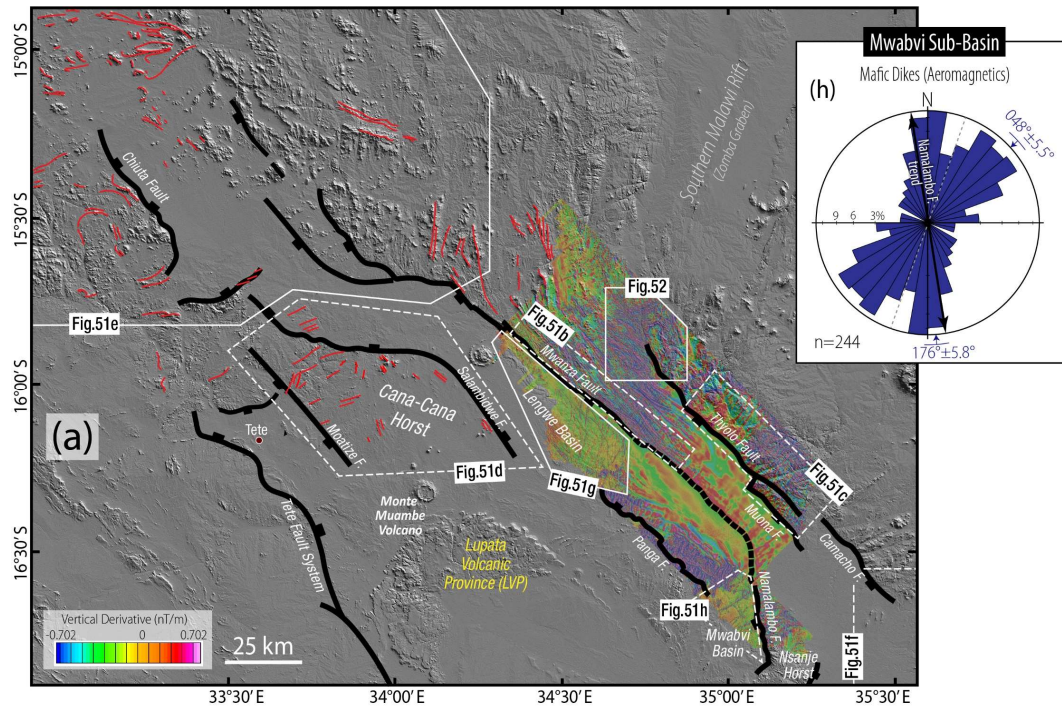 15°00'S
15°30'S
16°00'S
16°30'S
Chiuta Fault
Southern Malawi Rift
(Zomba Graben)
Fig.51e
Fig.52
Fig.51b
Mwanza Fault
Lengwe Basin
Salambidwe F.
Cana-Cana
Horst
(a)
Tete
Moatize F.
Thyolo Fault
Fig.51d
Fig.51g
Fig.51c
Muona F.
Monte
Muambe
Volcano
Tete Fault System
Lupata
Volcanic
Province (LVP)
Panga F.
Camacho F.
Namalambo F.
Fig.51h
Mwabvi
Basin
Nsanje
Horst
Fig.51f
Vertical Derivative (nT/m)
-0.702 0 0.702
25 km
33°30' E
34°00' E
34°30' E
35°00' E
35°30' E
Mwabvi Sub-Basin
Mafic Dikes (Aeromagnetics)
(h)
N
048°±5.5°
Namalambo F.
trend
9 6 3%
n=244
176°±5.8°